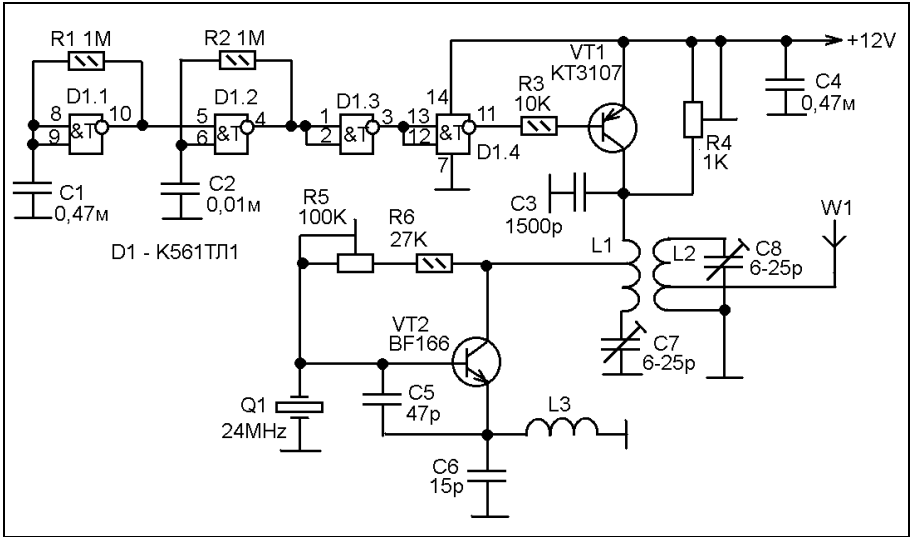 R1 1M
R2 1M
+12V
VT1
KT3107
C4
0,47м
D1.1
10
D1.2
D1.3
14
R3
10K
8
&T
9
5
&T
4
6
1
&T
3
2
13
&T
11
12
D1.4
R4
1K
7
C1
0,47м
C2
0,01м
R5
100K
R6
27K
C3
1500p
W1
L1
L2
C8
6-25p
D1 - К561ТЛ1
VT2
BF166
C7
6-25p
Q1
24MHz
C5
47p
L3
C6
15p